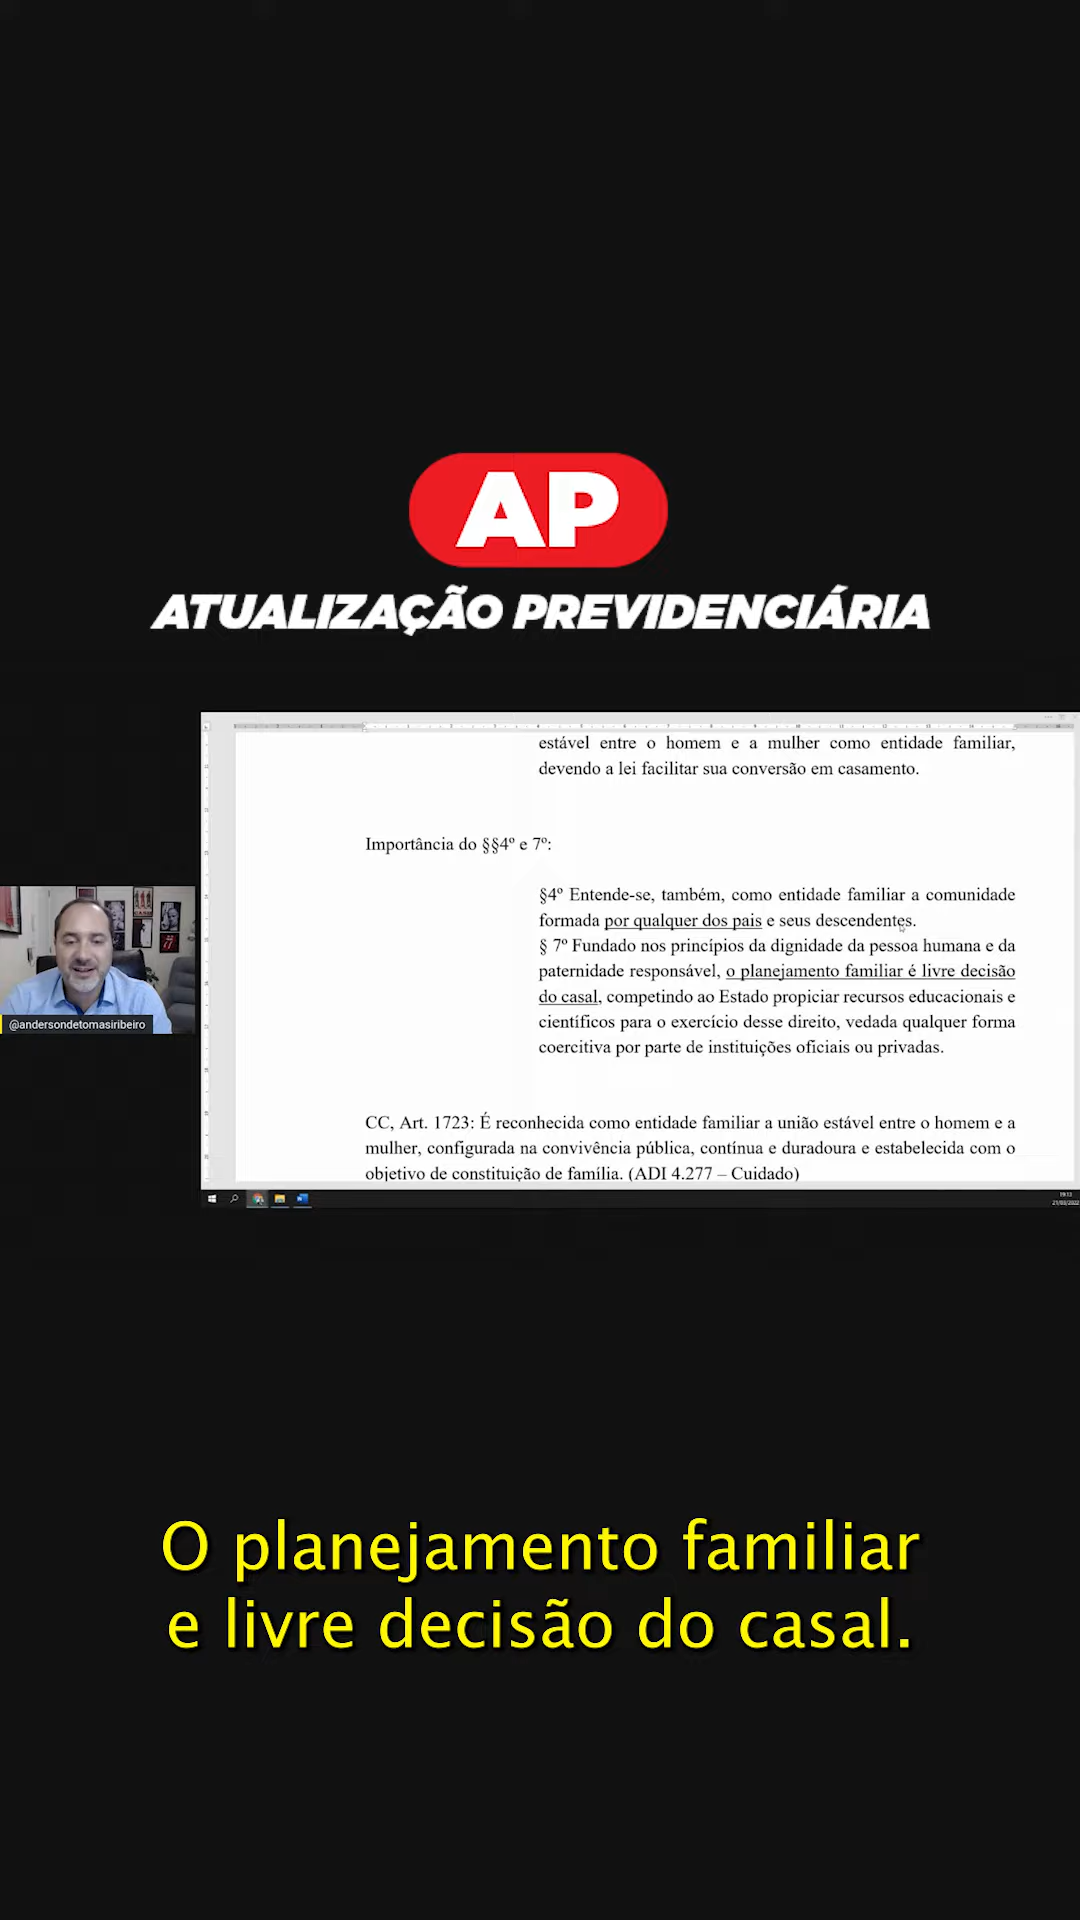 AP
ATUALIZAÇÃO PREVIDENCIÁRIA
estável entre o homem e a mulher como entidade familiar,
devendo a lei facilitar sua conversão em casamento.
Importância do §§4º e 7º:
§4º Entende-se, também, como entidade familiar a comunidade
formada por qualquer dos pais e seus descendentes.
§ 7º Fundado nos princípios da dignidade da pessoa humana e da
paternidade responsável, o planejamento familiar é livre decisão
do casal, competindo ao Estado propiciar recursos educacionais e
científicos para o exercício desse direito, vedada qualquer forma
coercitiva por parte de instituições oficiais ou privadas.
@andersondetomasiribeiro
CC, Art. 1723: É reconhecida como entidade familiar a união estável entre o homem e a
mulher, configurada na convivência pública, contínua e duradoura e estabelecida com o
objetivo de constituição de família. (ADI 4.277 – Cuidado)
19:13
21/03/2022
O planejamento familiar
e livre decisão do casal.